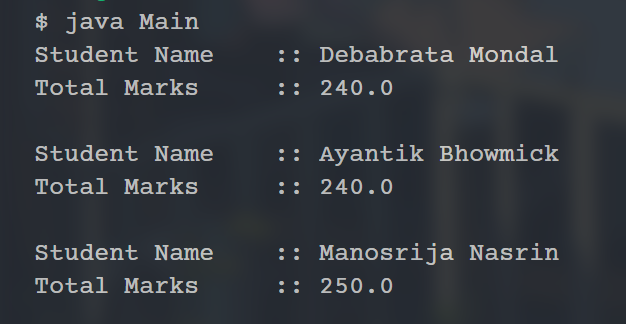 $ java Main
Student Name    :: Debabrata Mondal
Total Marks     :: 240.0
Student Name    :: Ayantik Bhowmick
Total Marks     :: 240.0
Student Name    :: Manosrija Nasrin
Total Marks     :: 250.0